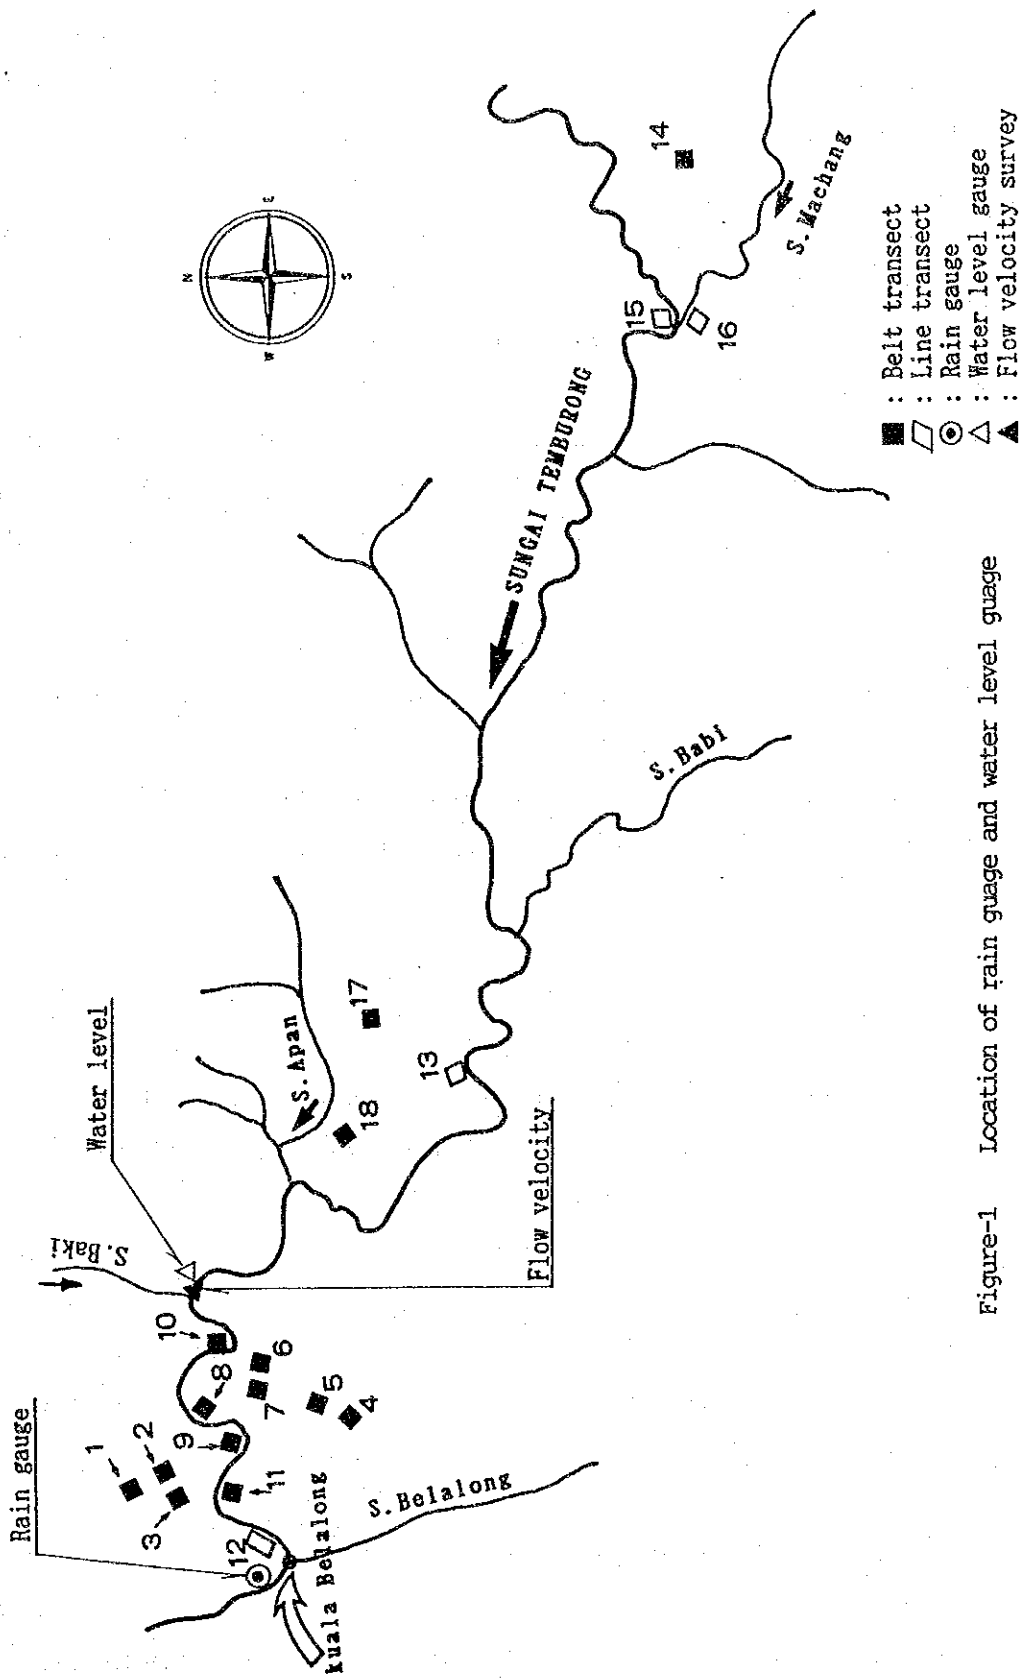 Rain gauge
Water level
S.Baki
1
2
3
10
8
9
11
12
7
6
5
4
kuala Belalong
S.Belalong
Flow velocity
S.Apan
18
17
13
S.Babi
SUNGAI TEMBURONG
15
16
14
S.Machang
N
E
S
W
: Belt transect
: Line transect
: Rain gauge
: Water level gauge
: Flow velocity survey
Figure-1 Location of rain guage and water level guage